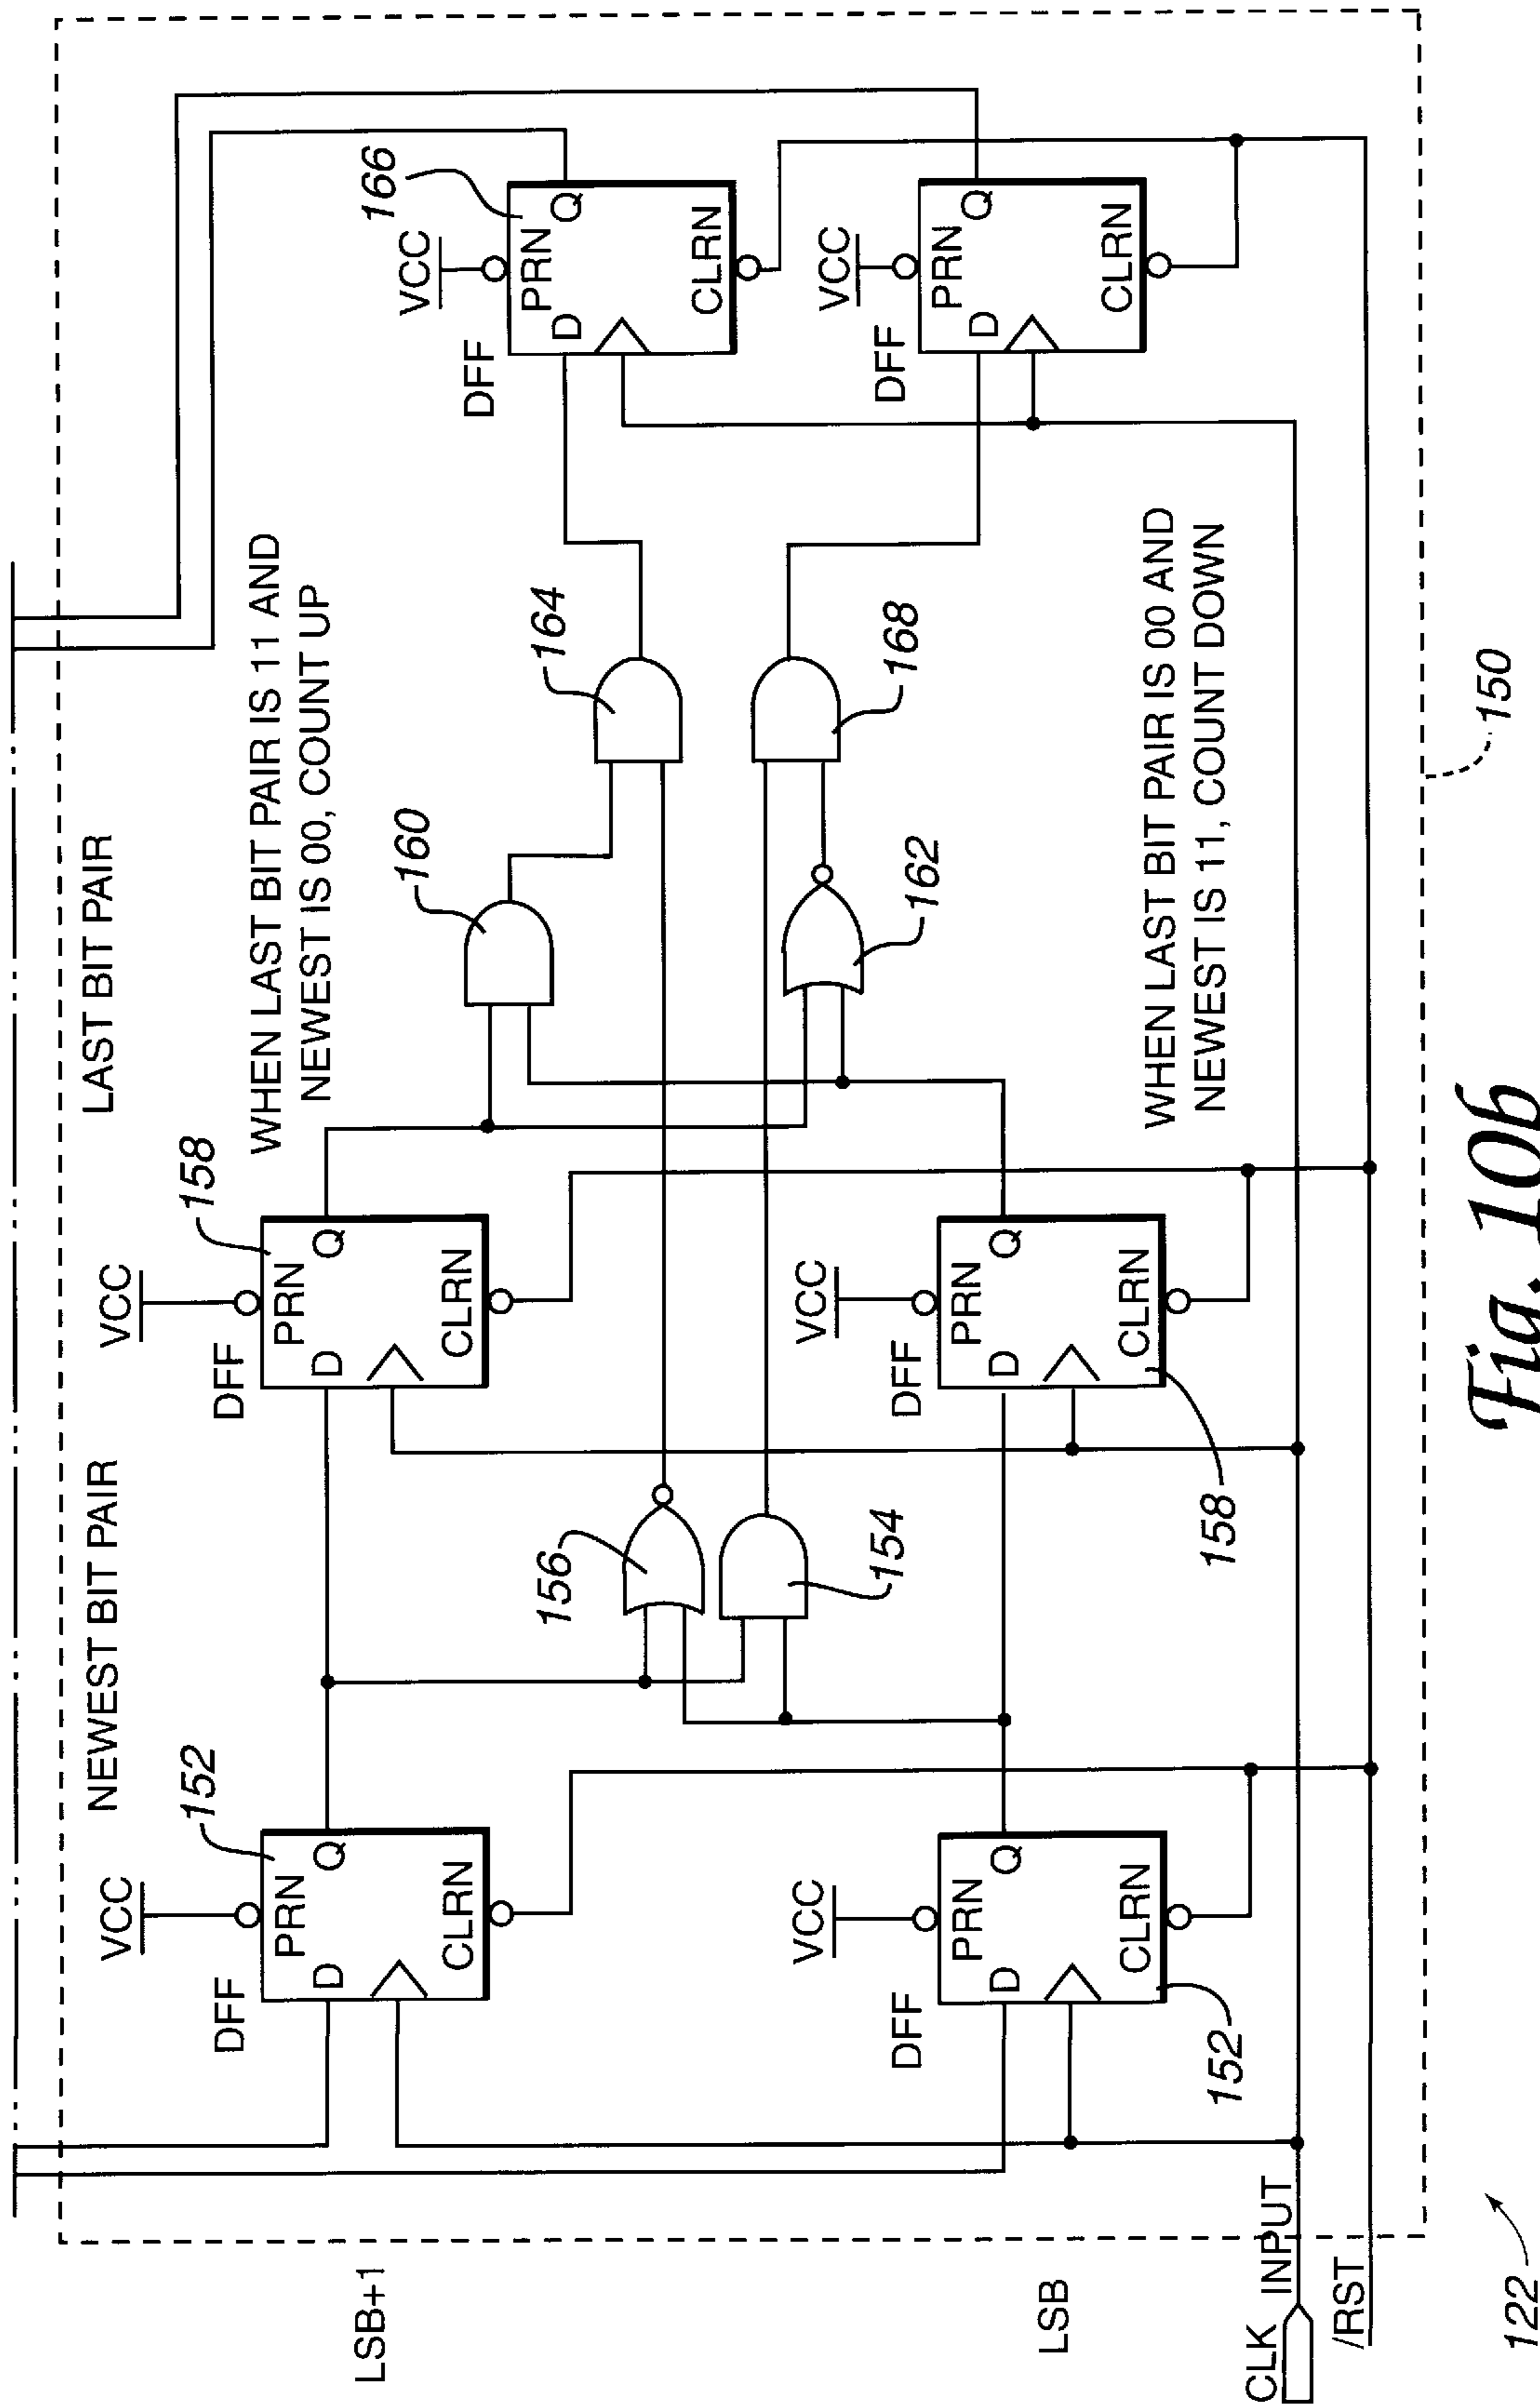 NEWEST BIT PAIR
LAST BIT PAIR
LSB+1
VCC
152
DFF
PRN
D
Q
CLRN
VCC
158
DFF
PRN
D
Q
CLRN
WHEN LAST BIT PAIR IS 11 AND
NEWEST IS 00, COUNT UP
VCC
166
DFF
PRN
D
Q
CLRN
156
154
160
162
164
168
LSB
VCC
DFF
PRN
D
Q
CLRN
152
VCC
DFF
PRN
D
Q
CLRN
158
VCC
DFF
PRN
D
Q
CLRN
WHEN LAST BIT PAIR IS 00 AND
NEWEST IS 11, COUNT DOWN
CLK
INPUT
/RST
122
150
Fig. 10b